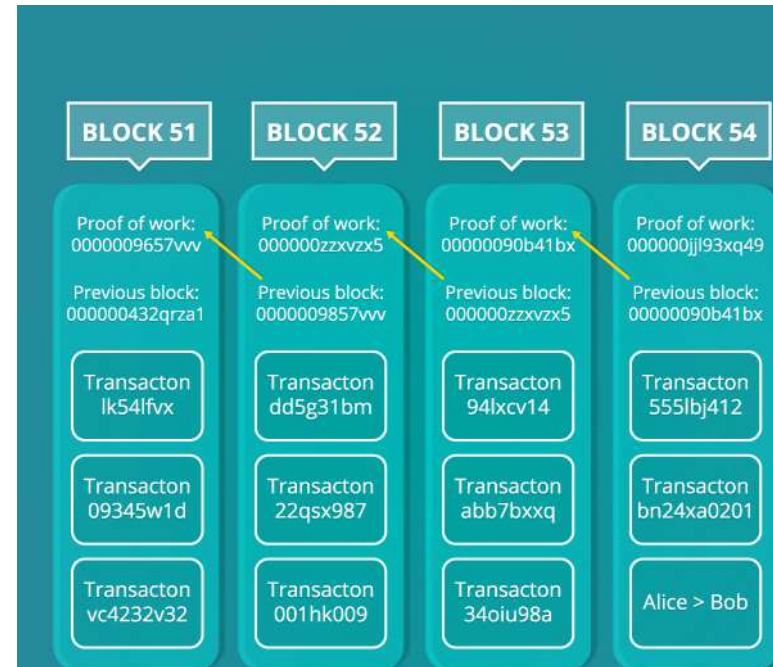 BLOCK 51
Proof of work:
0000009657vvv
Previous block:
000000432qrza1
Transacton
lk54lfvx
Transacton
09345w1d
Transacton
vc4232v32
BLOCK 52
Proof of work:
000000zzxvzx5
Previous block:
0000009857vvv
Transacton
dd5g31bm
Transacton
22qsx987
Transacton
001hk009
BLOCK 53
Proof of work:
00000090b41bx
Previous block:
000000zzxvzx5
Transacton
94lxcv14
Transacton
abb7bxxq
Transacton
34oiu98a
BLOCK 54
Proof of work:
000000jjl93xq49
Previous block:
00000090b41bx
Transacton
555lbj412
Transacton
bn24xa0201
Alice > Bob